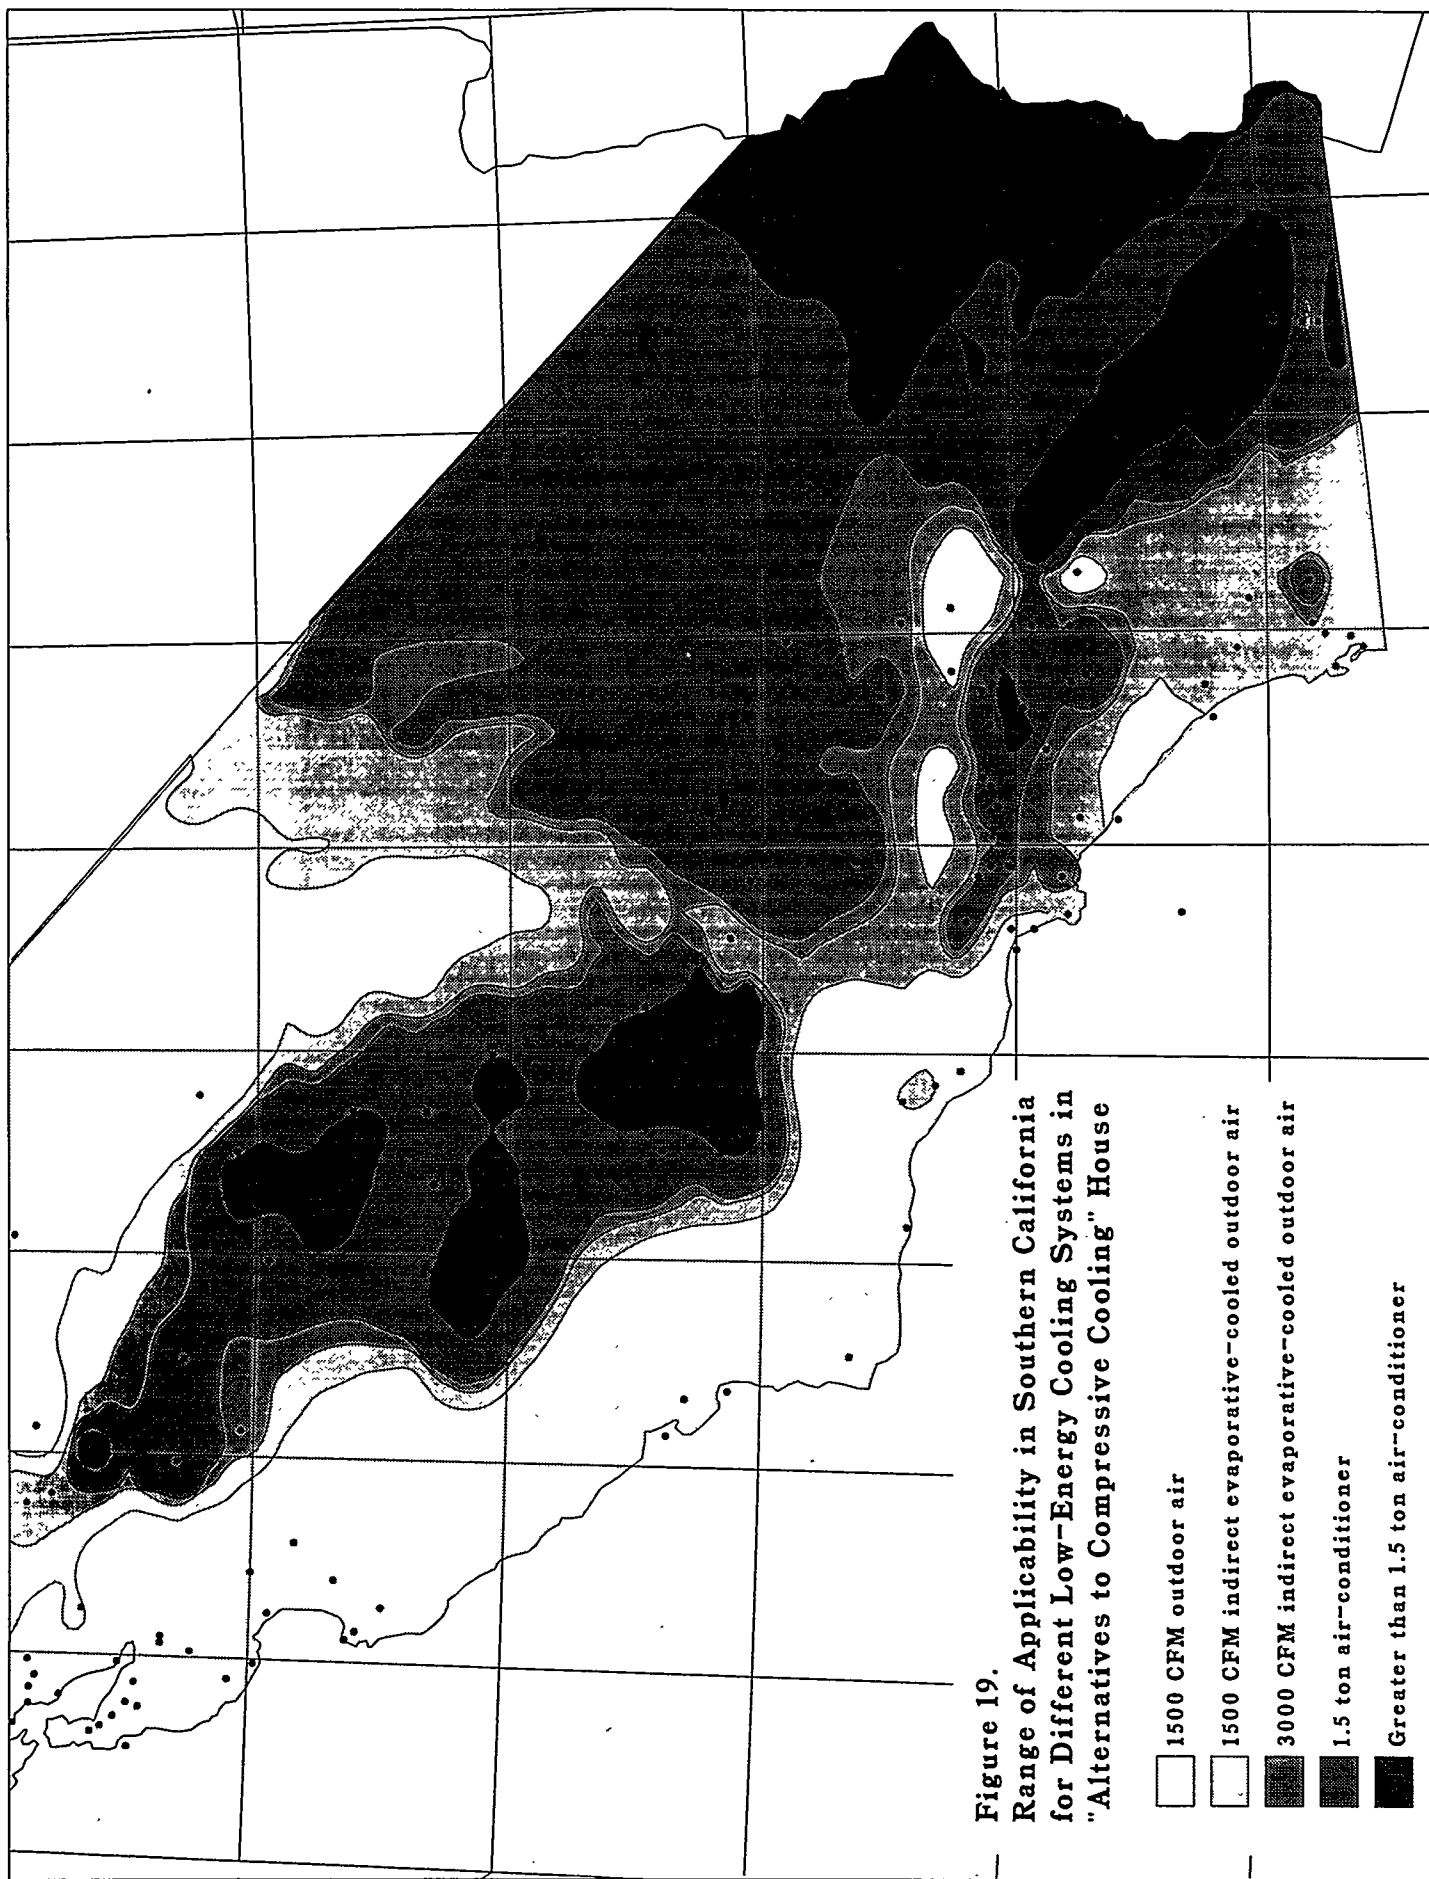 Figure 19.
Range of Applicability in Southern California
for Different Low-Energy Cooling Systems in
"Alternatives to Compressive Cooling" House
1500 CFM outdoor air
1500 CFM indirect evaporative-cooled outdoor air
3000 CFM indirect evaporative-cooled outdoor air
1.5 ton air-conditioner
Greater than 1.5 ton air-conditioner